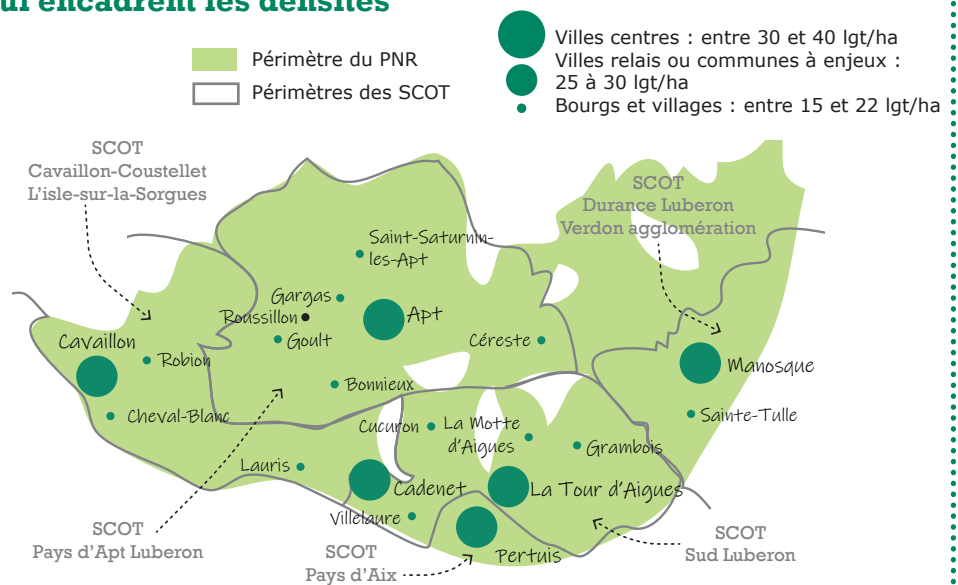 ui encadrent les densités
Périmètre du PNR
Périmètres des SCOT
Villes centres : entre 30 et 40 lgt/ha
Villes relais ou communes à enjeux :
25 à 30 lgt/ha
Bourgs et villages : entre 15 et 22 lgt/ha
SCOT
Cavaillon-Coustellet
L'isle-sur-la-Sorgues
SCOT
Durance Luberon
Verdon agglomération
Saint-Saturnin-
les-Apt
Gargas
Roussillon
Apt
Goult
Céreste
Cavaillon
Robion
Manosque
Bonnieux
Cheval-Blanc
Cucuron
La Motte
d'Aigues
Sainte-Tulle
Grambois
Lauris
Cadenet
La Tour d'Aigues
Villelaure
Pertuis
SCOT
Pays d'Apt Luberon
SCOT
Pays d'Aix
SCOT
Sud Luberon